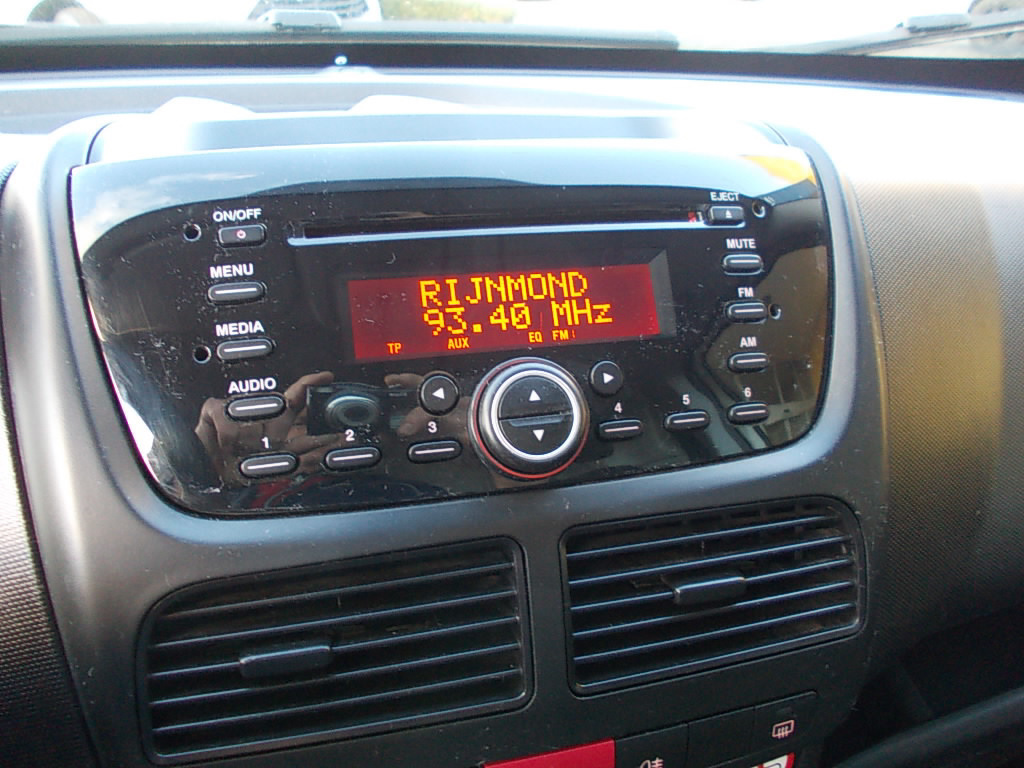 EJECT
ON/OFF
MUTE
MENU
RIJNMOND
93.40 MHz
FM
MEDIA
TP AUX EQ FM
AM
AUDIO
1 2 3 4 5 6